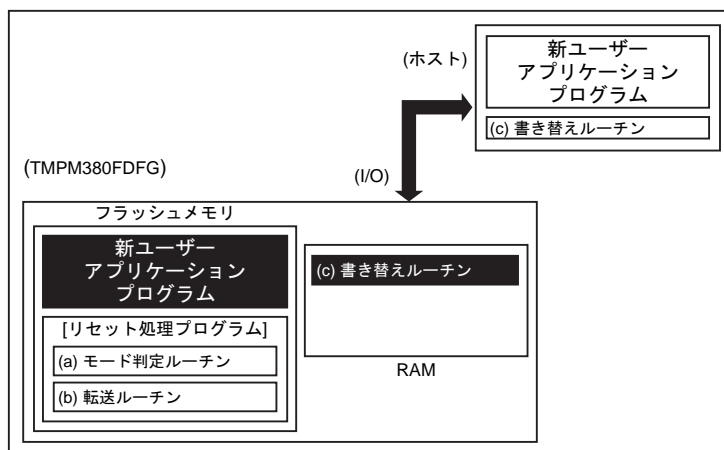 (ホスト)
新ユーザー
アプリケーション
プログラム
(c) 書き替えルーチン
(TMPM380FDFG)
(I/O)
フラッシュメモリ
新ユーザー
アプリケーション
プログラム
[リセット処理プログラム]
(a) モード判定ルーチン
(b) 転送ルーチン
(c) 書き替えルーチン
RAM